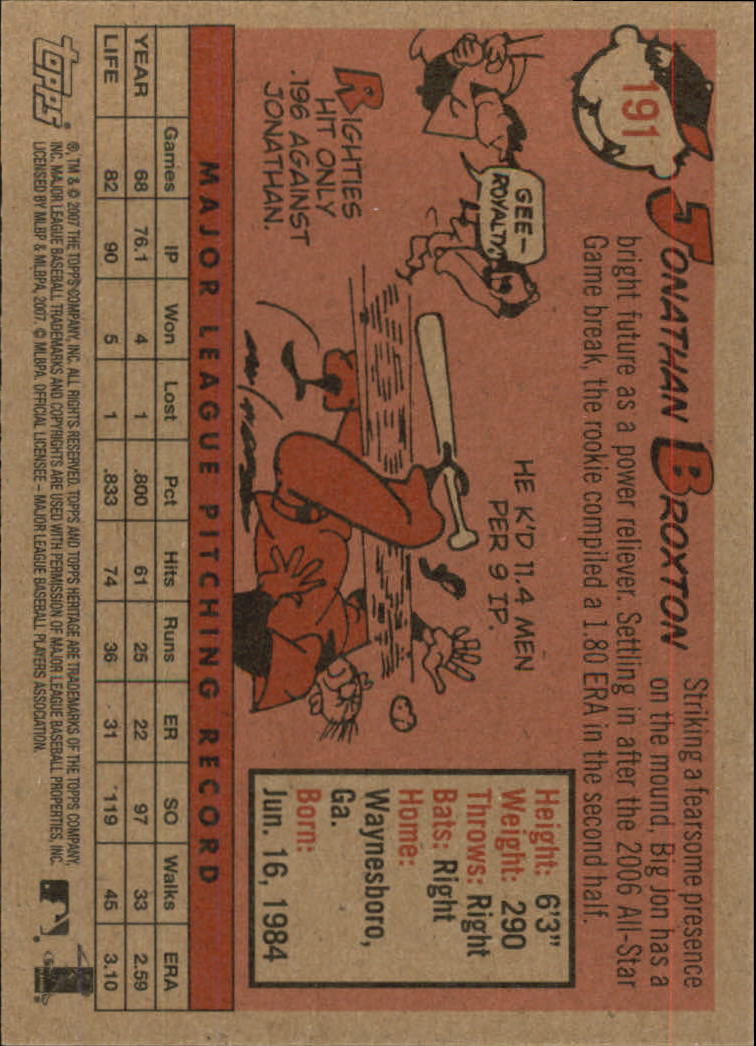 191
JONATHAN BROXTON
Striking a fearsome presence
on the mound, Big Jon has a
bright future as a power reliever. Settling in after the 2006 All-Star
Game break, the rookie compiled a 1.80 ERA in the second half.
GEE-
ROYALTY!
RIGHTIES
HIT ONLY
.196 AGAINST
JONATHAN.
HE K'D 11.4 MEN
PER 9 IP.
Height: 6'3"
Weight: 290
Throws: Right
Bats: Right
Home:
Waynesboro,
Ga.
Born:
Jun. 16, 1984
MAJOR LEAGUE PITCHING RECORD
Games IP Won Lost Pct Hits Runs ER SO Walks ERA
YEAR 68 76.1 4 1 .800 61 25 22 97 33 2.59
LIFE 82 90 5 1 .833 74 36 31 119 45 3.10
topps®
®, TM & © 2007 THE TOPPS COMPANY, INC. ALL RIGHTS RESERVED. TOPPS AND TOPPS HERITAGE ARE TRADEMARKS OF THE TOPPS COMPANY,
INC. MAJOR LEAGUE BASEBALL TRADEMARKS AND COPYRIGHTS ARE USED WITH PERMISSION OF MAJOR LEAGUE BASEBALL PROPERTIES, INC.
LICENSED BY MLBP & MLBPA, 2007. © MLBPA. OFFICIAL LICENSEE – MAJOR LEAGUE BASEBALL PLAYERS ASSOCIATION.